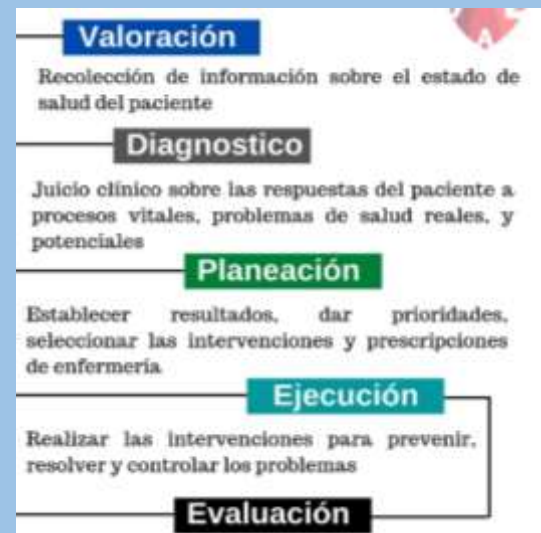 A
Valoración
Recolección de información sobre el estado de
salud del paciente
Diagnostico
Juicio clínico sobre las respuestas del paciente a
procesos vitales, problemas de salud reales, y
potenciales
Planeación
Establecer resultados, dar prioridades,
seleccionar las intervenciones y prescripciones
de enfermería
Ejecución
Realizar las intervenciones para prevenir,
resolver y controlar los problemas
Evaluación